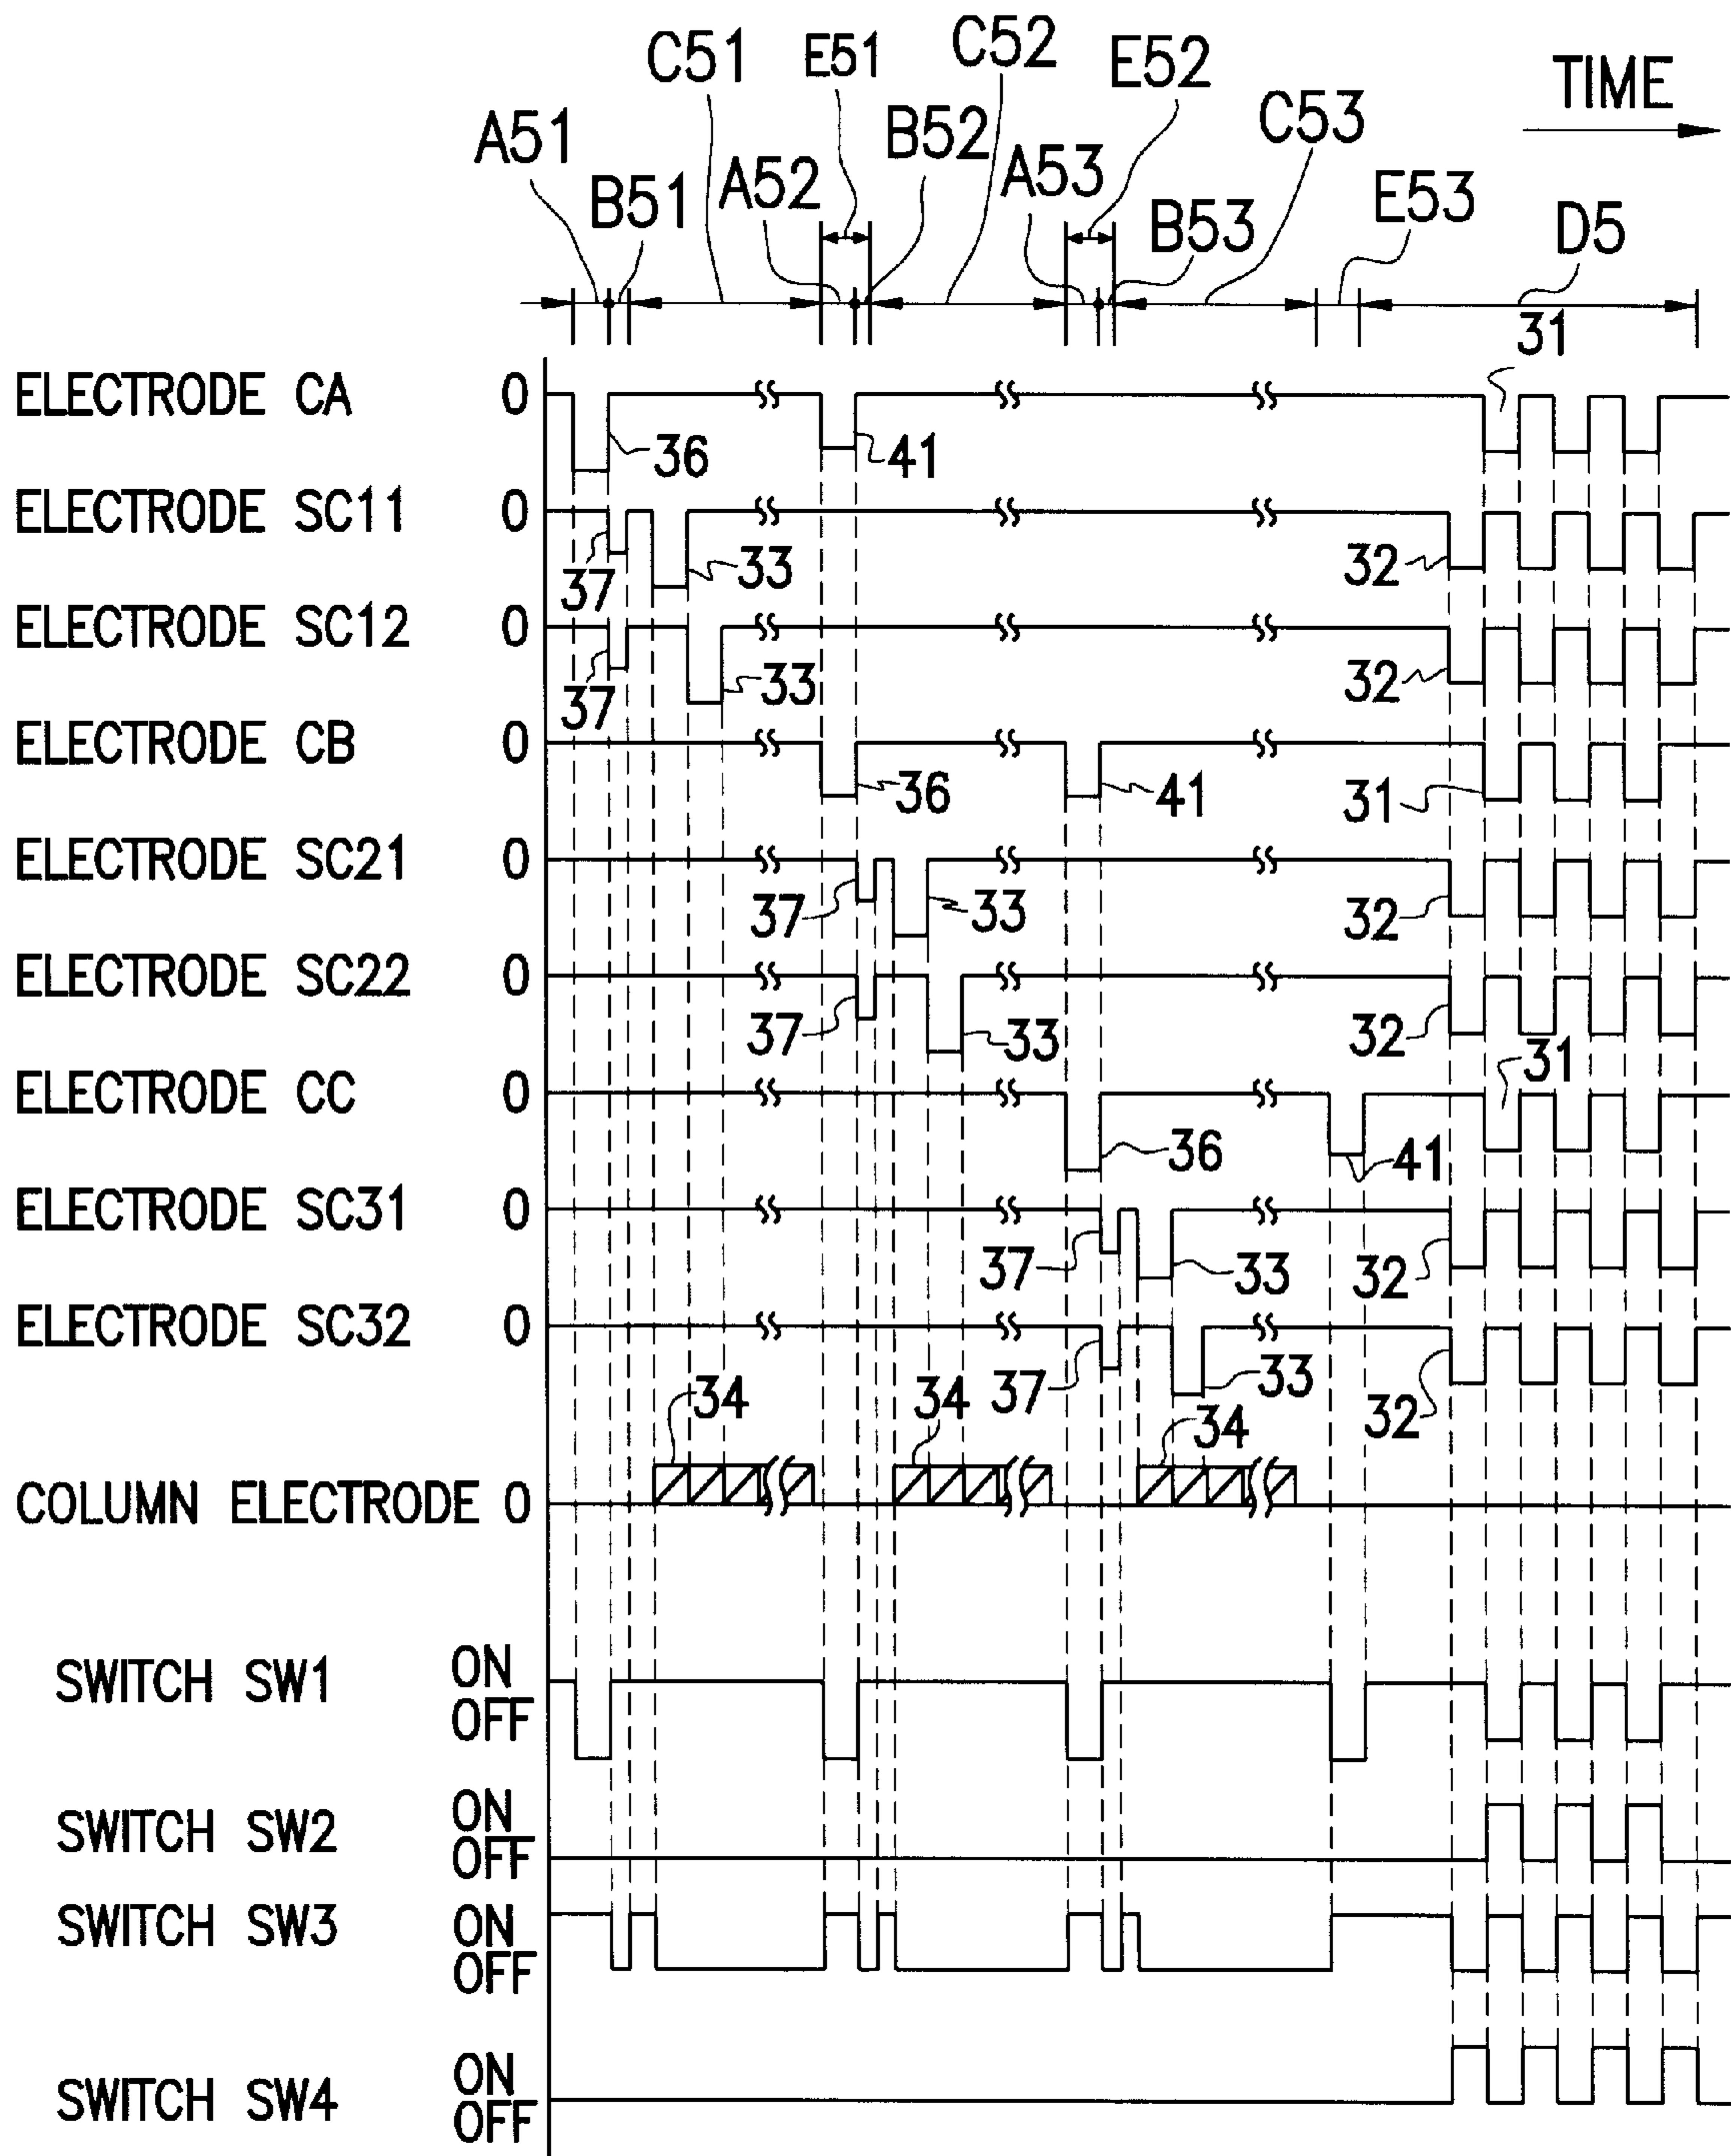 C51 E51 C52 E52 TIME
A51 B51 A52 B52 A53 B53 C53 E53 D5
31
ELECTRODE CA 0
36 41
ELECTRODE SC11 0
37 33 32
ELECTRODE SC12 0
37 33 32
ELECTRODE CB 0
36 41 31
ELECTRODE SC21 0
37 33 32
ELECTRODE SC22 0
37 33 32
31
ELECTRODE CC 0
36 41
ELECTRODE SC31 0
37 33 32
ELECTRODE SC32 0
37 33 32
34 34 34
COLUMN ELECTRODE 0
SWITCH SW1 ON
OFF
SWITCH SW2 ON
OFF
SWITCH SW3 ON
OFF
SWITCH SW4 ON
OFF